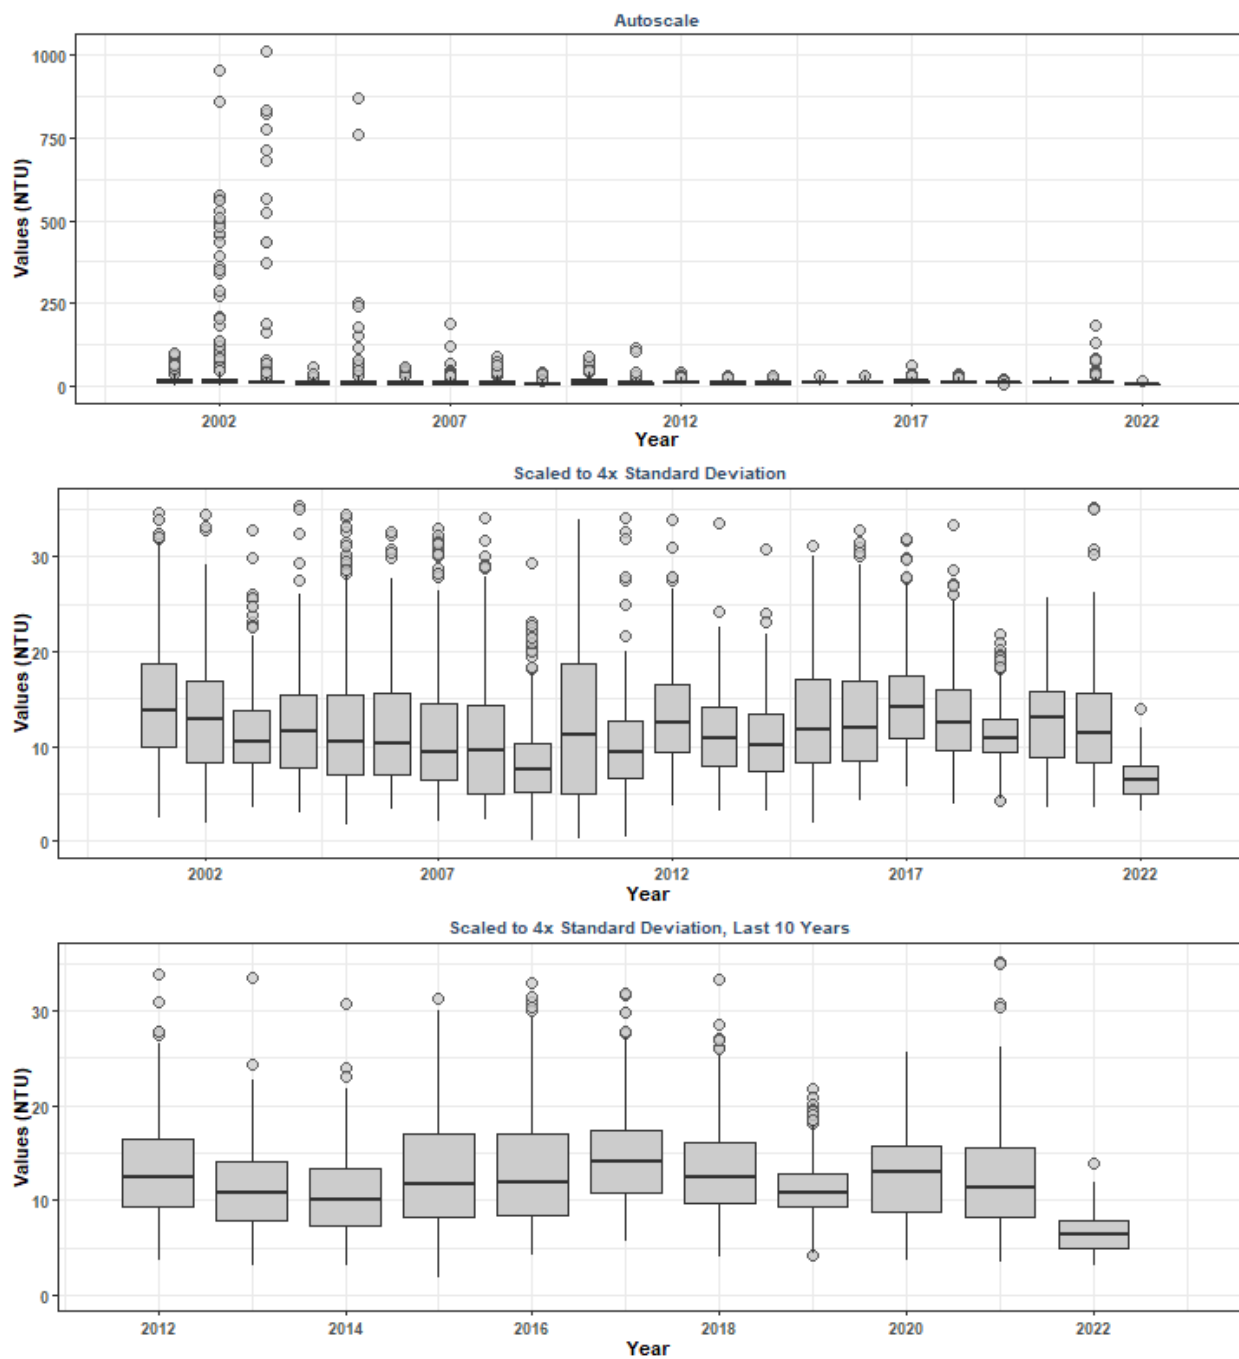 Autoscale
1000
750
500
250
0
Values (NTU)
2002 2007 2012 2017 2022
Year
Scaled to 4x Standard Deviation
30
20
10
0
Values (NTU)
2002 2007 2012 2017 2022
Year
Scaled to 4x Standard Deviation, Last 10 Years
30
20
10
0
Values (NTU)
2012 2014 2016 2018 2020 2022
Year